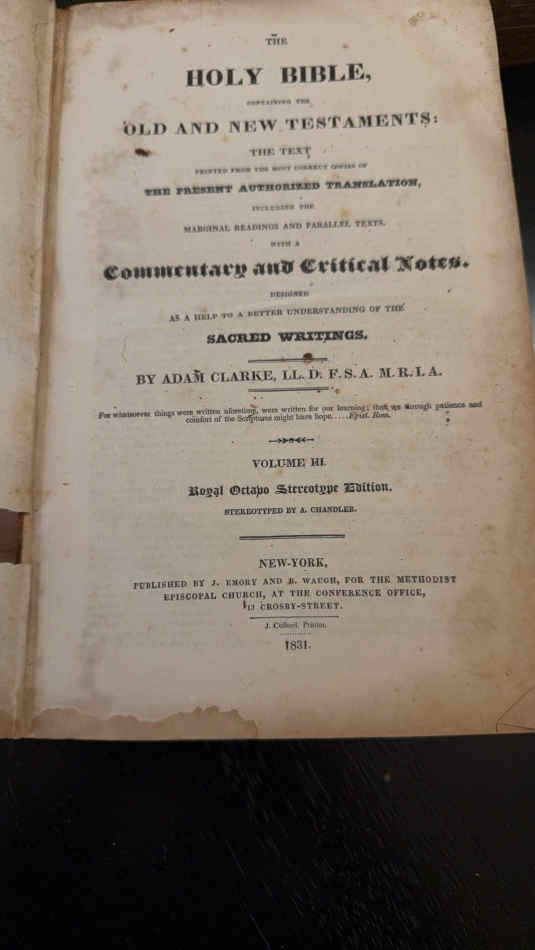 THE
HOLY BIBLE,
CONTAINING THE
OLD AND NEW TESTAMENTS:
THE TEXT
PRINTED FROM THE MOST CORRECT COPIES OF
THE PRESENT AUTHORIZED TRANSLATION,
INCLUDING THE
MARGINAL READINGS AND PARALLEL TEXTS.
WITH A
Commentary and Critical Notes.
DESIGNED
AS A HELP TO A BETTER UNDERSTANDING OF THE
SACRED WRITINGS.
BY ADAM CLARKE, LL. D. F. S. A. M. R. I. A.
For whatsoever things were written aforetime, were written for our learning; that we through patience and
comfort of the Scriptures might have hope.....Epist. Rom.
VOLUME III.
Royal Octavo Stereotype Edition.
STEREOTYPED BY A. CHANDLER.
NEW-YORK,
PUBLISHED BY J. EMORY AND B. WAUGH, FOR THE METHODIST
EPISCOPAL CHURCH, AT THE CONFERENCE OFFICE,
13 CROSBY-STREET.
J. Collord, Printer.
1831.